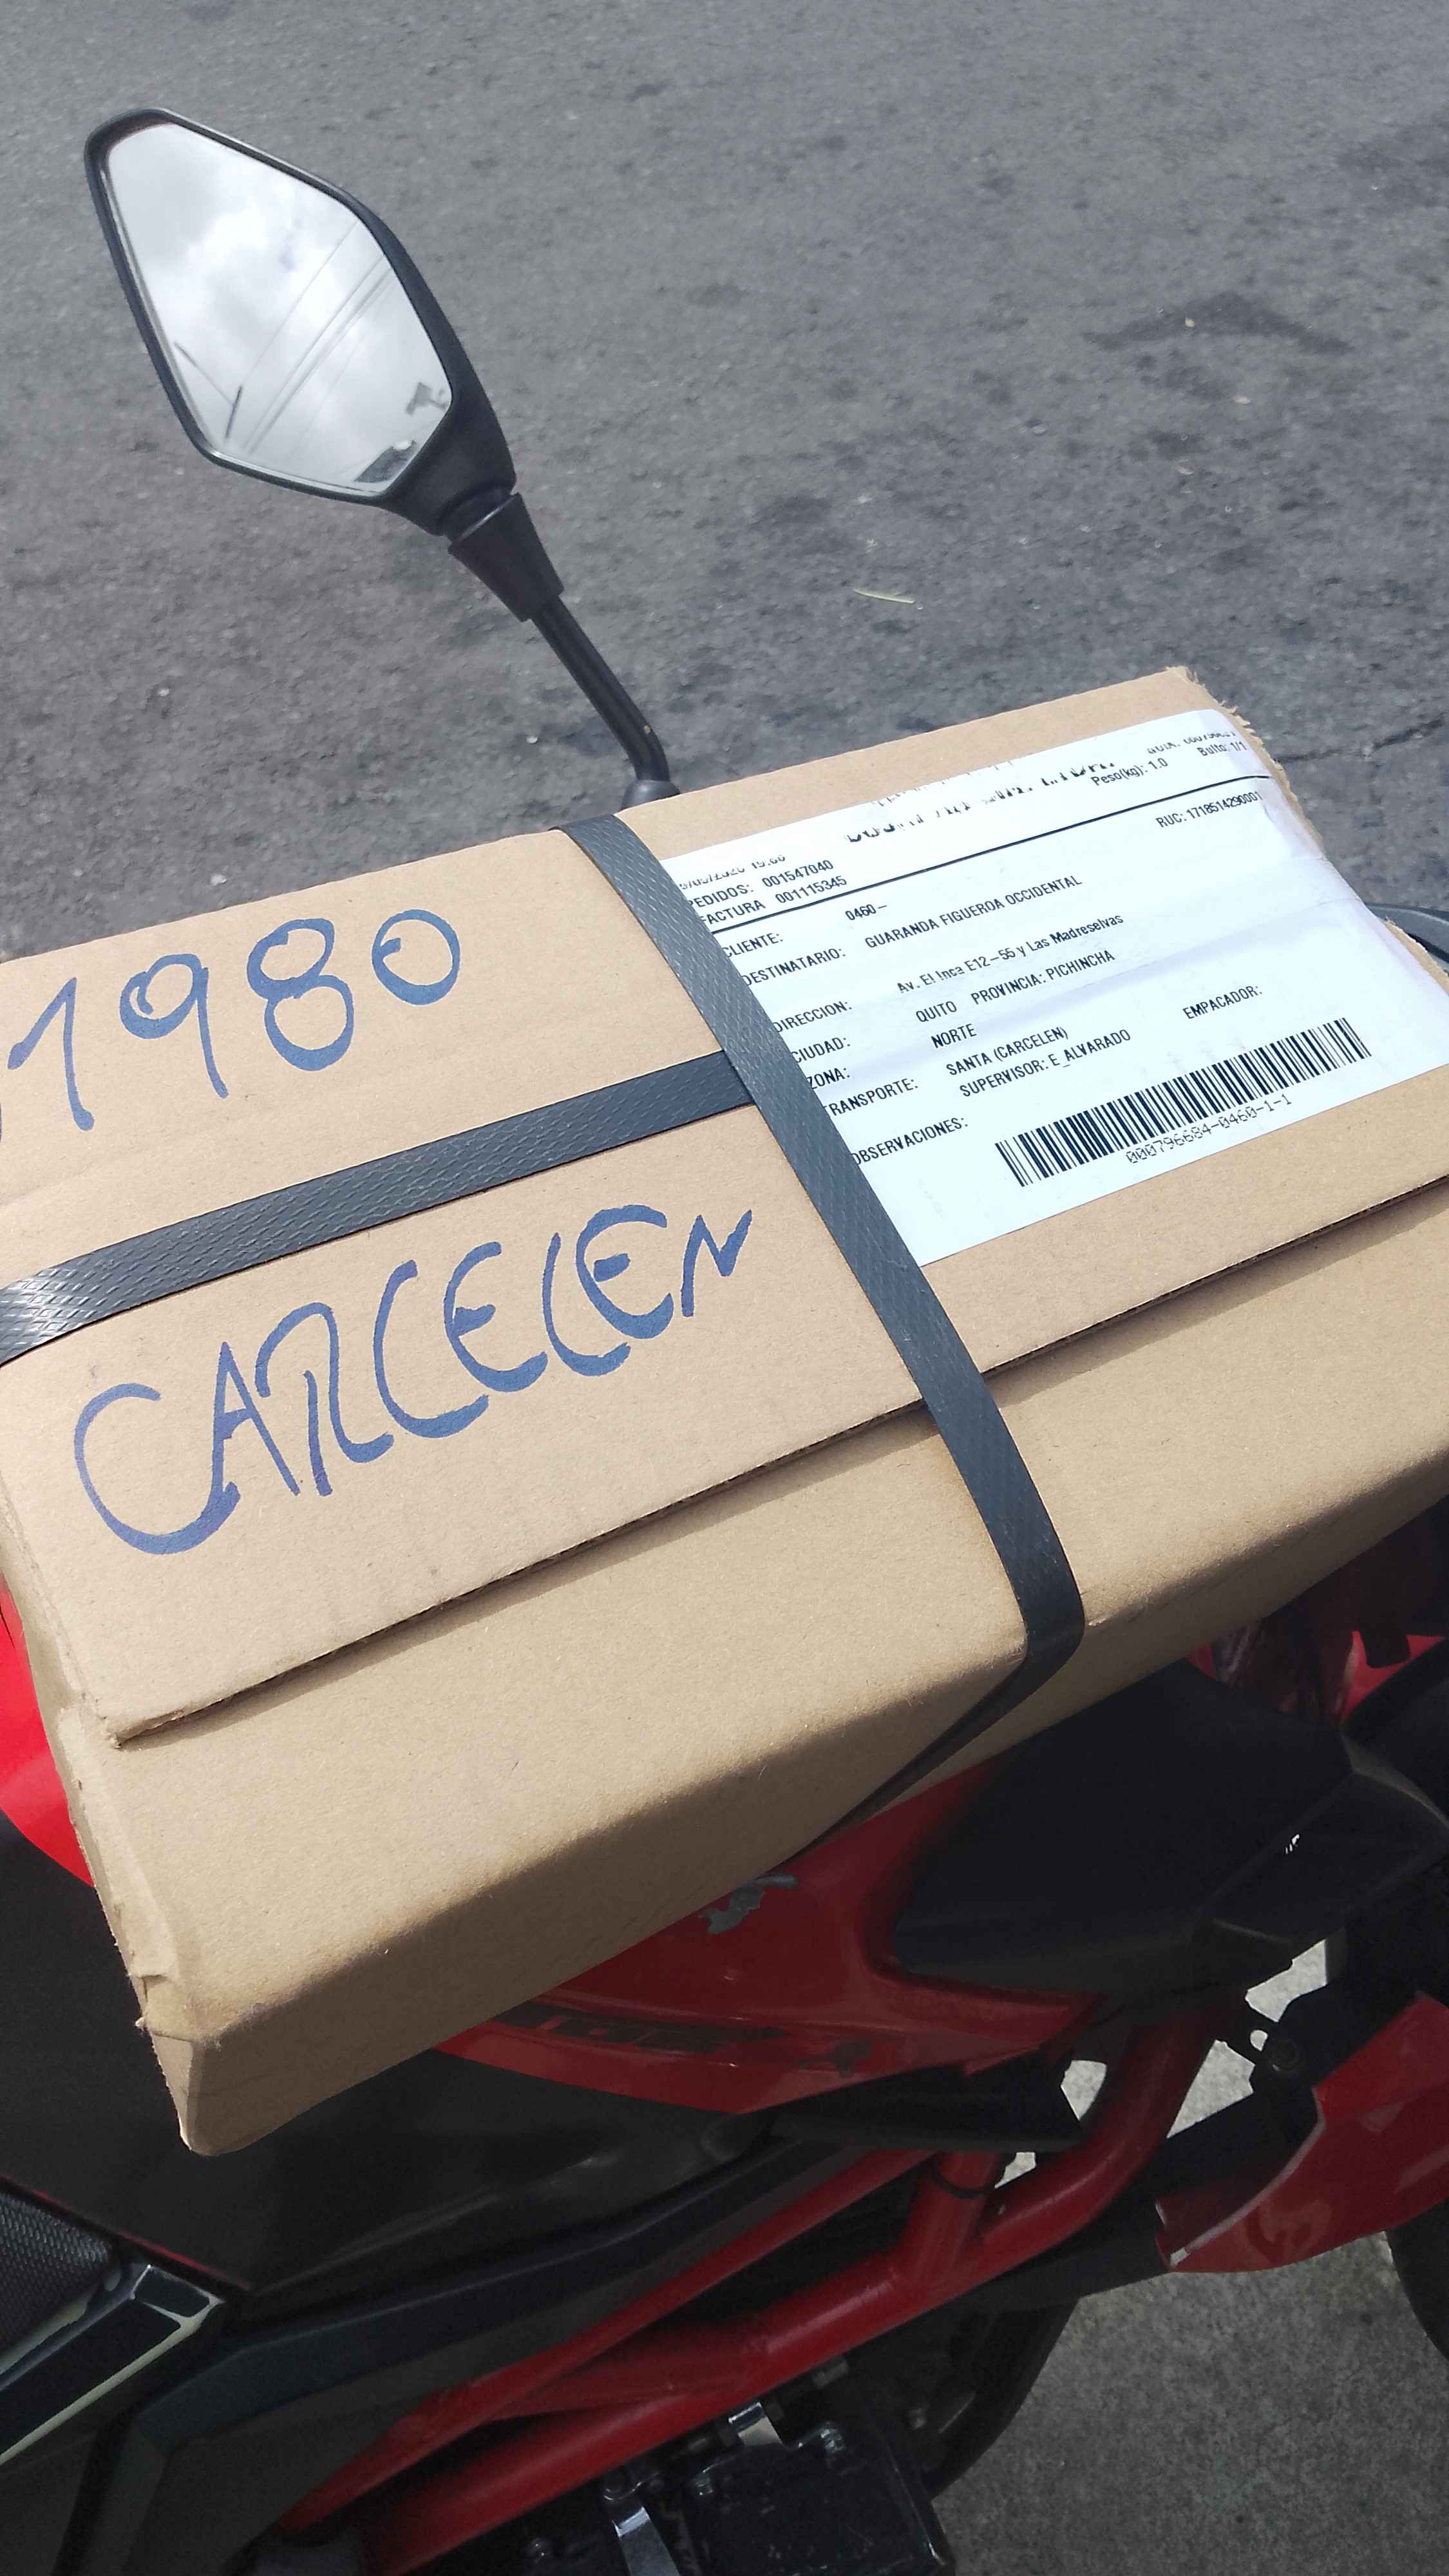 1980
CARCELEN
Peso(kg): 1.0
Bulto: 1/1
PEDIDOS: 001547040
FACTURA 001115345
RUC: 1718514290001
CLIENTE: 0460-
DESTINATARIO: GUARANDA FIGUEROA OCCIDENTAL
DIRECCION: Av. El Inca E12-55 y Las Madreselvas
CIUDAD: QUITO PROVINCIA: PICHINCHA
ZONA: NORTE
TRANSPORTE: SANTA (CARCELEN) EMPACADOR:
OBSERVACIONES: SUPERVISOR: E_ALVARADO
000796684-0460-1-1